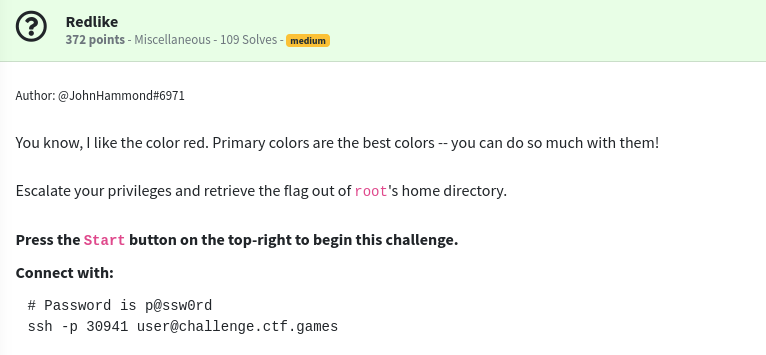 Redlike
372 points - Miscellaneous - 109 Solves - medium
Author: @JohnHammond#6971
You know, I like the color red. Primary colors are the best colors -- you can do so much with them!
Escalate your privileges and retrieve the flag out of root's home directory.
Press the Start button on the top-right to begin this challenge.
Connect with:
# Password is p@ssw0rd
ssh -p 30941 user@challenge.ctf.games